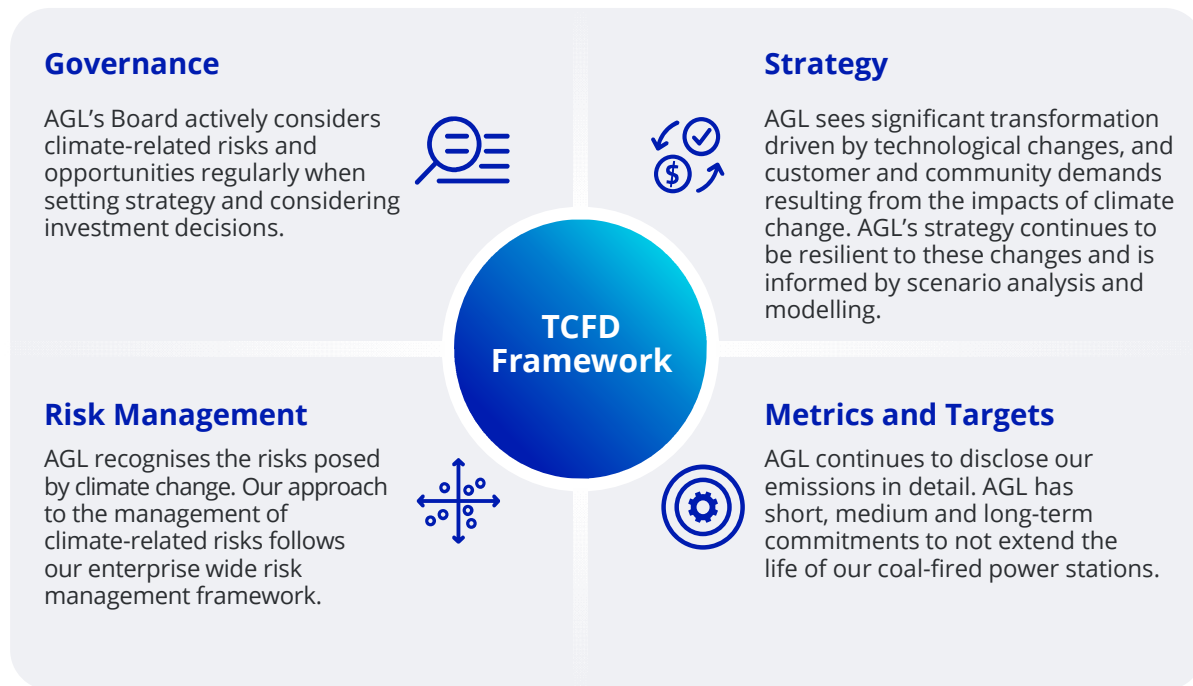 Governance
AGL's Board actively considers
climate-related risks and
opportunities regularly when
setting strategy and considering
investment decisions.
Strategy
AGL sees significant transformation
driven by technological changes, and
customer and community demands
resulting from the impacts of climate
change. AGL's strategy continues to
be resilient to these changes and is
informed by scenario analysis and
modelling.
$
TCFD
Framework
Risk Management
AGL recognises the risks posed
by climate change. Our approach
to the management of
climate-related risks follows
our enterprise wide risk
management framework.
Metrics and Targets
AGL continues to disclose our
emissions in detail. AGL has
short, medium and long-term
commitments to not extend the
life of our coal-fired power stations.